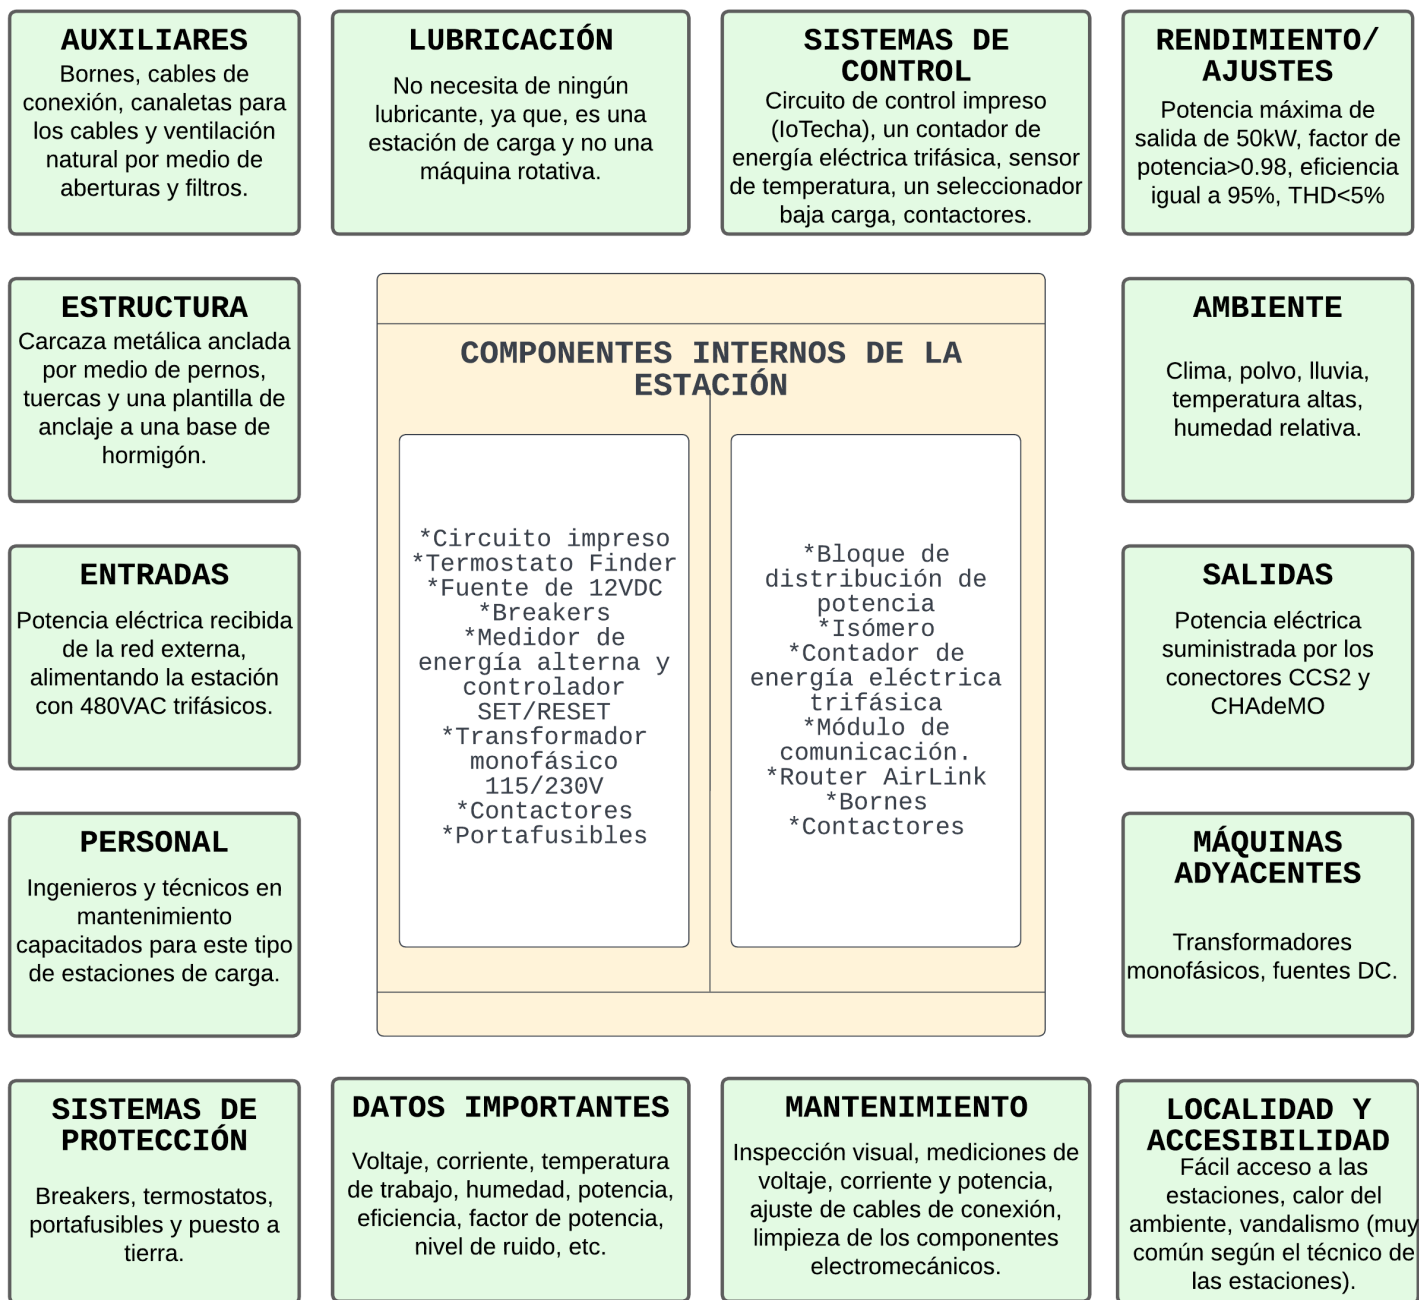 AUXILIARES
Bornes, cables de
conexión, canaletas para
los cables y ventilación
natural por medio de
aberturas y filtros.
LUBRICACIÓN
No necesita de ningún
lubricante, ya que, es una
estación de carga y no una
máquina rotativa.
SISTEMAS DE
CONTROL
Circuito de control impreso
(IoTecha), un contador de
energía eléctrica trifásica, sensor
de temperatura, un seleccionador
baja carga, contactores.
RENDIMIENTO/
AJUSTES
Potencia máxima de
salida de 50kW, factor de
potencia>0.98, eficiencia
igual a 95%, THD<5%
ESTRUCTURA
Carcaza metálica anclada
por medio de pernos,
tuercas y una plantilla de
anclaje a una base de
hormigón.
COMPONENTES INTERNOS DE LA
ESTACIÓN
*Circuito impreso
*Termostato Finder
*Fuente de 12VDC
*Breakers
*Medidor de
energía alterna y
controlador
SET/RESET
*Transformador
monofásico
115/230V
*Contactores
*Portafusibles
*Bloque de
distribución de
potencia
*Isómero
*Contador de
energía eléctrica
trifásica
*Módulo de
comunicación.
*Router AirLink
*Bornes
*Contactores
AMBIENTE
Clima, polvo, lluvia,
temperatura altas,
humedad relativa.
ENTRADAS
Potencia eléctrica recibida
de la red externa,
alimentando la estación
con 480VAC trifásicos.
SALIDAS
Potencia eléctrica
suministrada por los
conectores CCS2 y
CHAdeMO
PERSONAL
Ingenieros y técnicos en
mantenimiento
capacitados para este tipo
de estaciones de carga.
MÁQUINAS
ADYACENTES
Transformadores
monofásicos, fuentes DC.
SISTEMAS DE
PROTECCIÓN
Breakers, termostatos,
portafusibles y puesto a
tierra.
DATOS IMPORTANTES
Voltaje, corriente, temperatura
de trabajo, humedad, potencia,
eficiencia, factor de potencia,
nivel de ruido, etc.
MANTENIMIENTO
Inspección visual, mediciones de
voltaje, corriente y potencia,
ajuste de cables de conexión,
limpieza de los componentes
electromecánicos.
LOCALIDAD Y
ACCESIBILIDAD
Fácil acceso a las
estaciones, calor del
ambiente, vandalismo (muy
común según el técnico de
las estaciones).